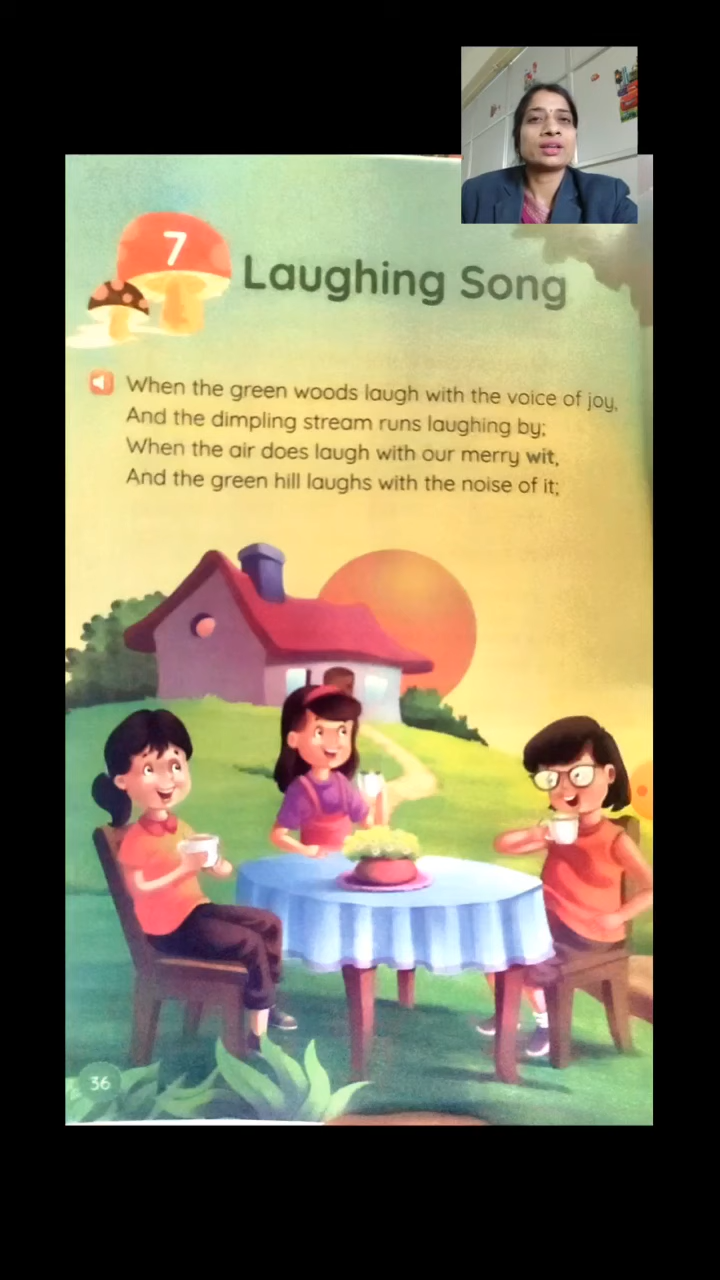 7
Laughing Song
When the green woods laugh with the voice of joy,
And the dimpling stream runs laughing by;
When the air does laugh with our merry wit,
And the green hill laughs with the noise of it;
36